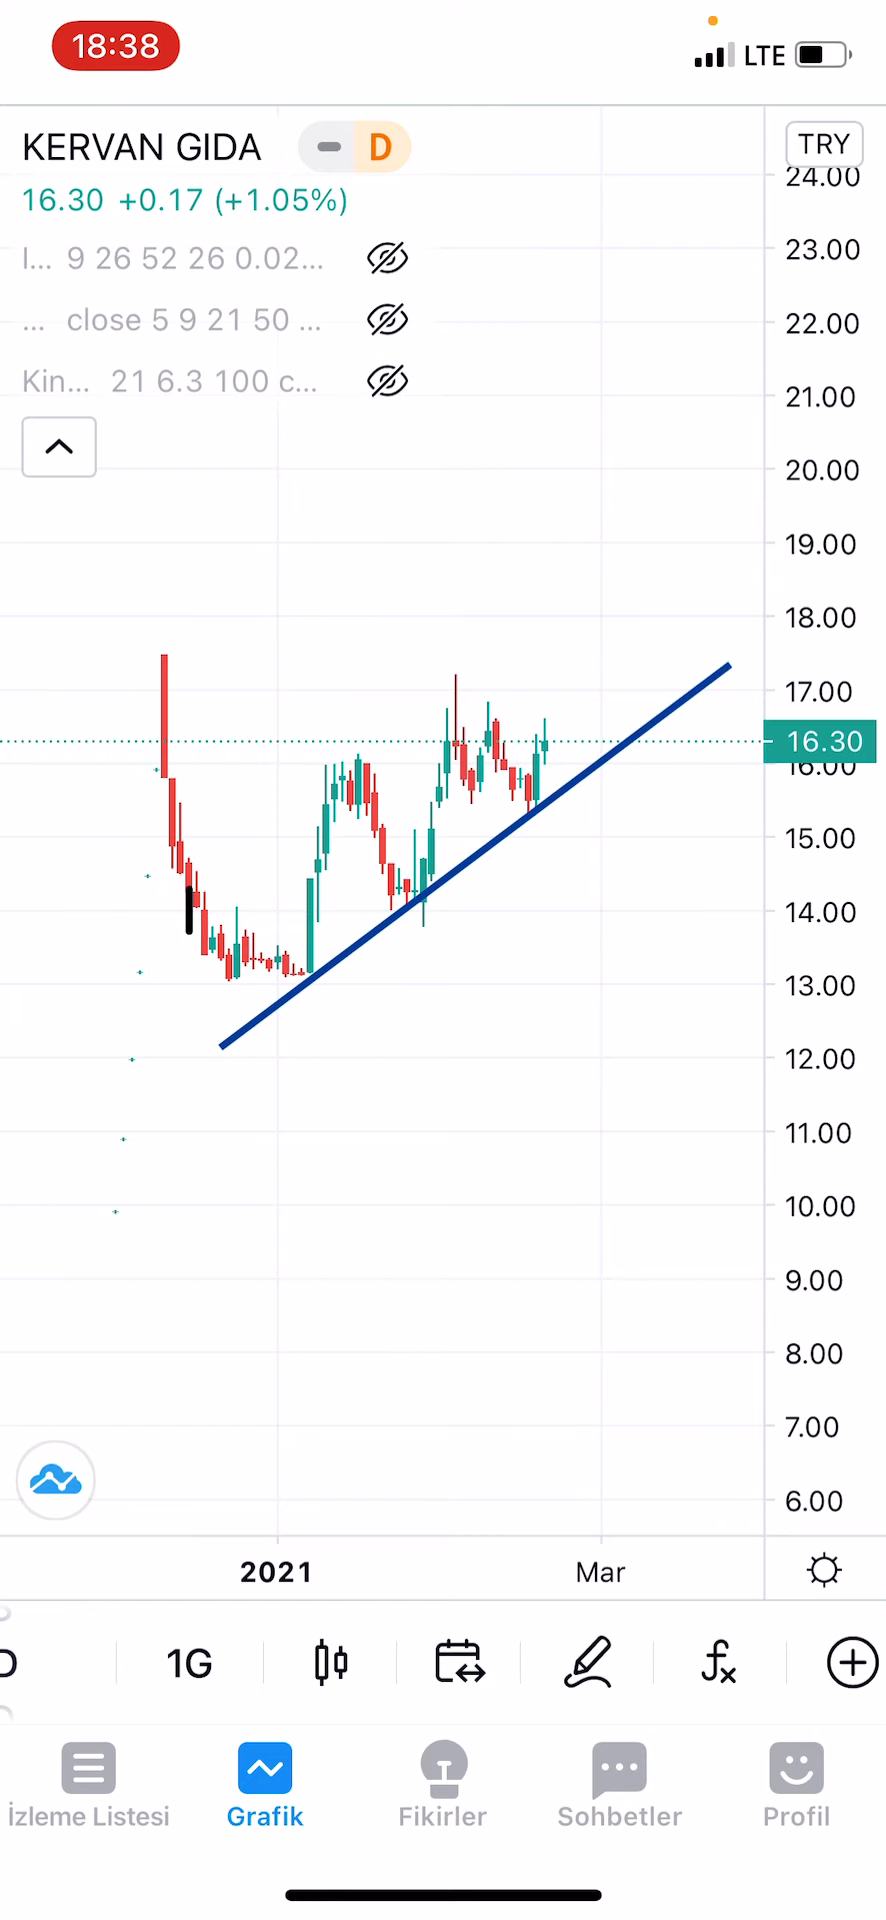 18:38
LTE
KERVAN GIDA
D
TRY
16.30 +0.17 (+1.05%)
I... 9 26 52 26 0.02...
... close 5 9 21 50 ...
Kin... 21 6.3 100 c...
24.00
23.00
22.00
21.00
20.00
19.00
18.00
17.00
16.30
16.00
15.00
14.00
13.00
12.00
11.00
10.00
9.00
8.00
7.00
6.00
2021
Mar
D
1G
fx
İzleme Listesi
Grafik
Fikirler
Sohbetler
Profil